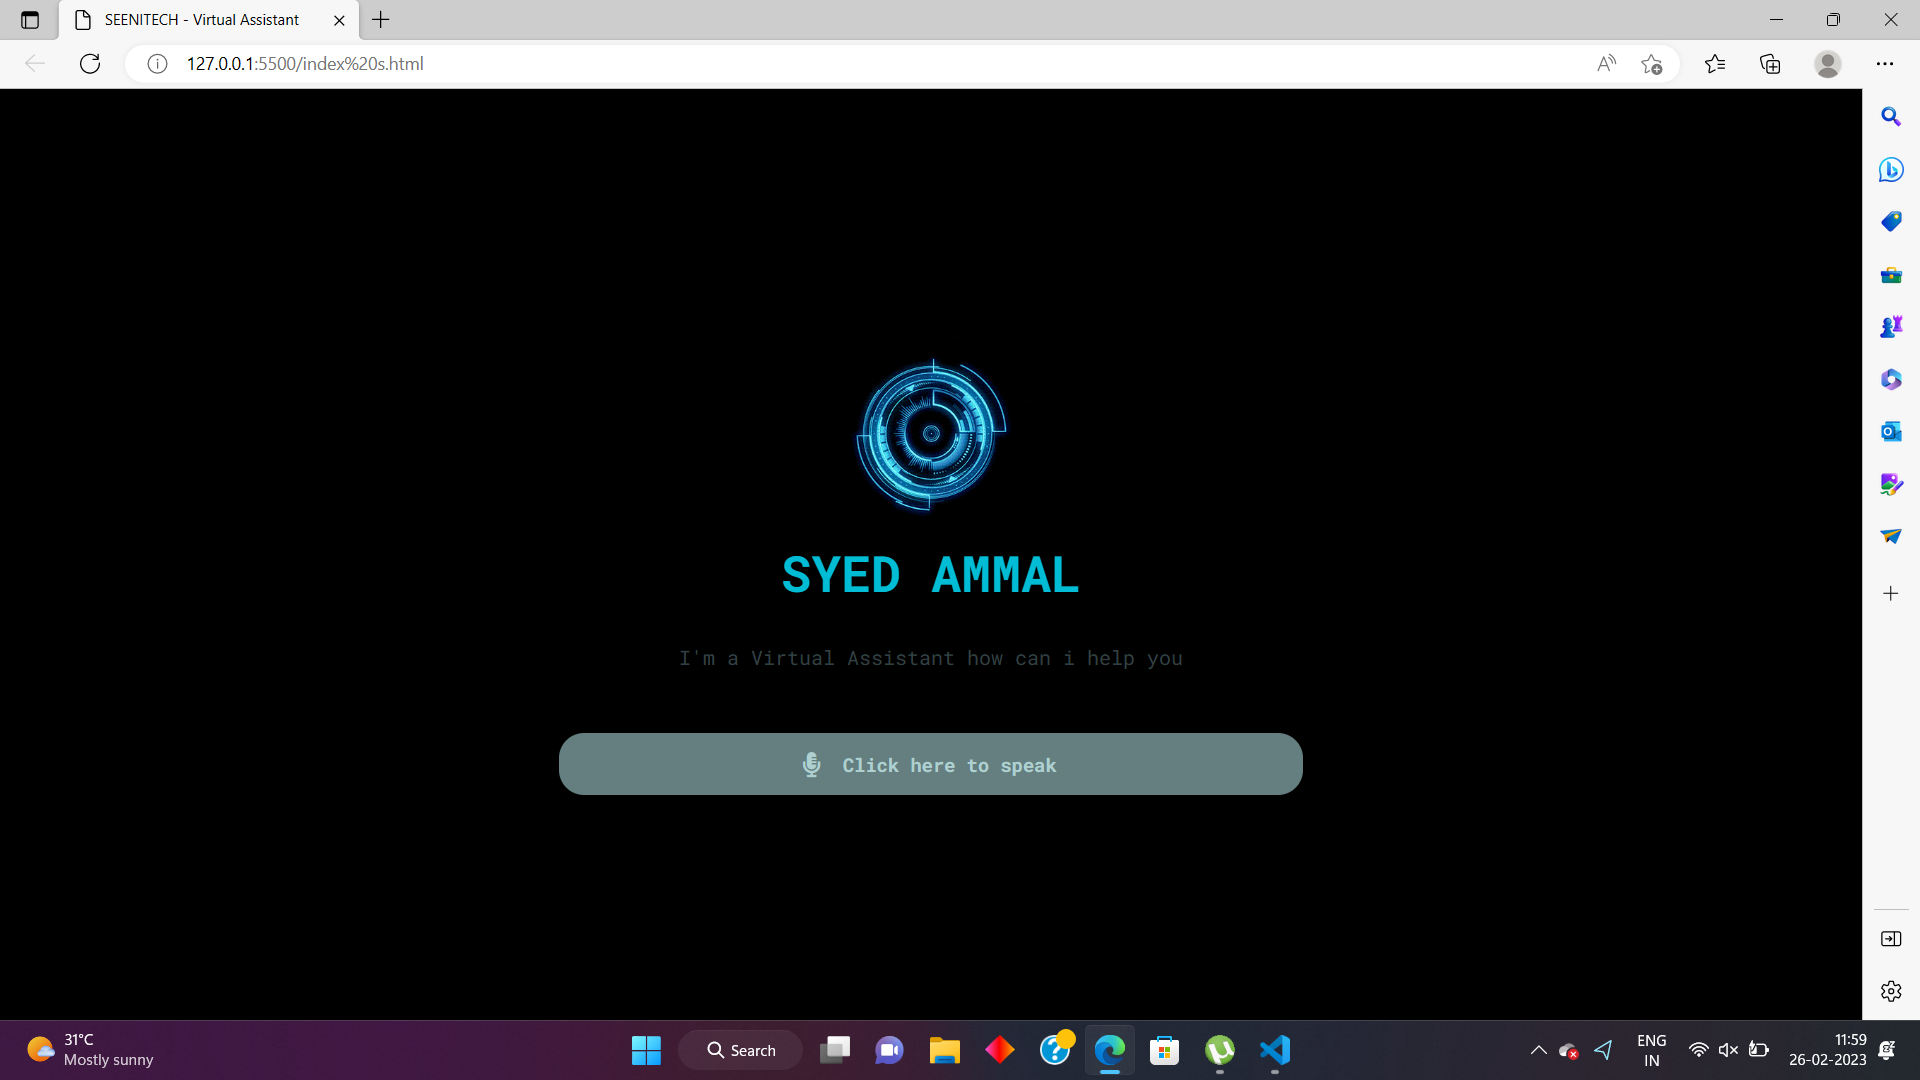 SEENITECH - Virtual Assistant
127.0.0.1:5500/index%20s.html
SYED AMMAL
I'm a Virtual Assistant how can i help you
Click here to speak
31°C
Mostly sunny
Search
ENG
IN
11:59
26-02-2023